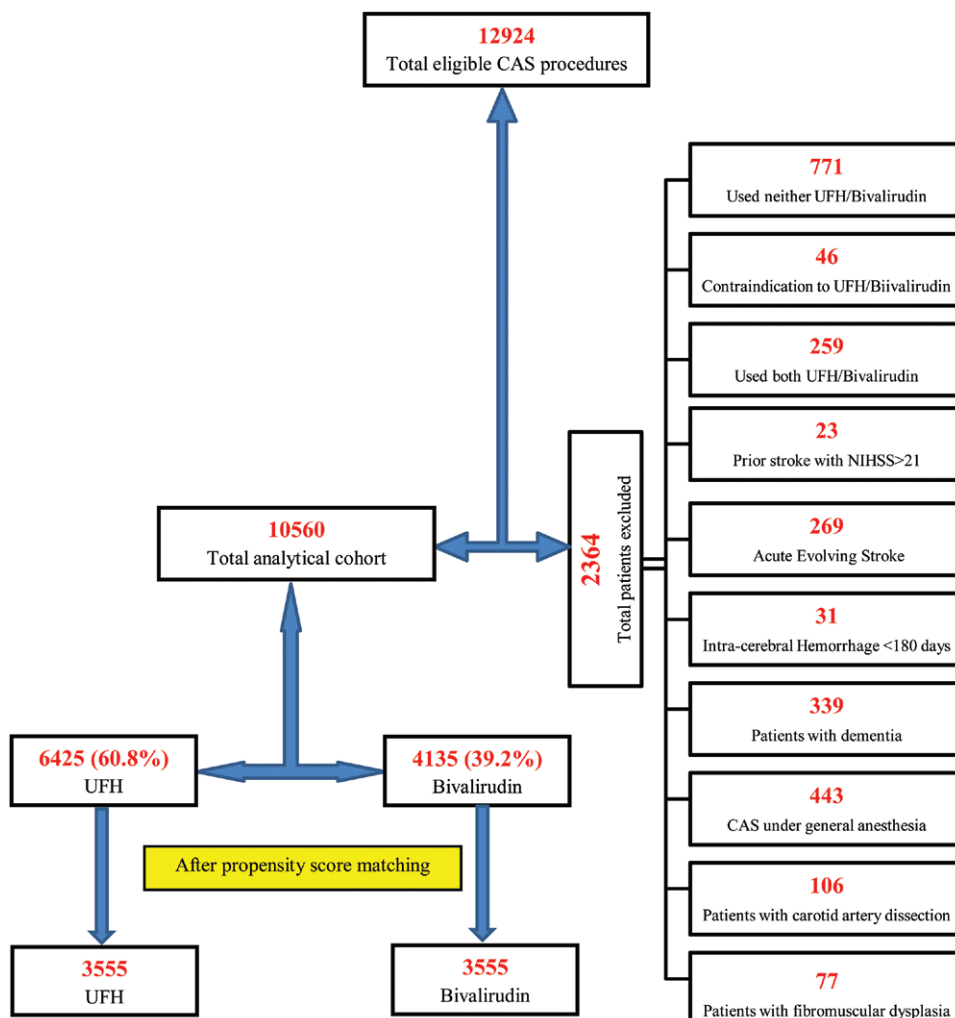 12924
Total eligible CAS procedures
771
Used neither UFH/Bivalirudin
46
Contraindication to UFH/Biivalirudin
259
Used both UFH/Bivalirudin
23
Prior stroke with NIHSS>21
10560
Total analytical cohort
2364
Total patients excluded
269
Acute Evolving Stroke
31
Intra-cerebral Hemorrhage <180 days
339
Patients with dementia
6425 (60.8%)
UFH
4135 (39.2%)
Bivalirudin
443
CAS under general anesthesia
After propensity score matching
106
Patients with carotid artery dissection
3555
UFH
3555
Bivalirudin
77
Patients with fibromuscular dysplasia